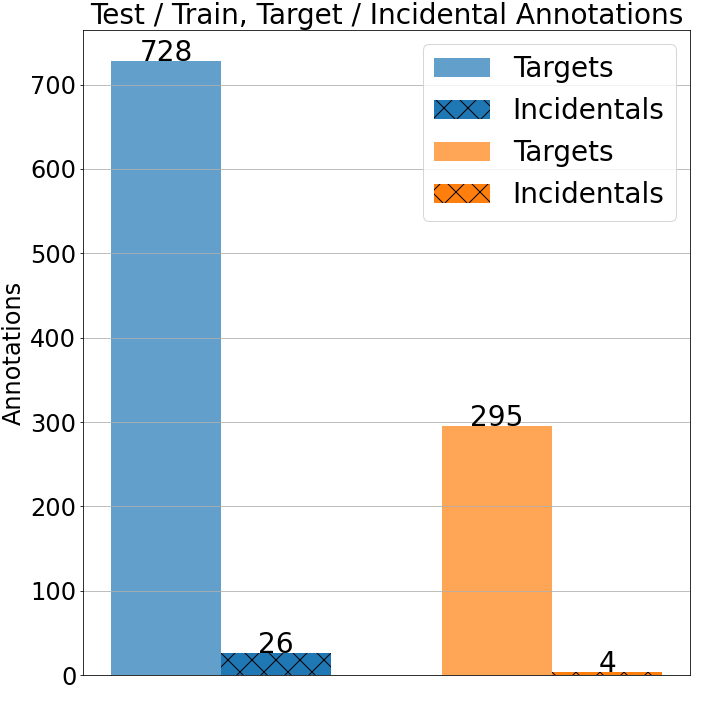 Test / Train, Target / Incidental Annotations
728
Targets
Incidentals
Targets
Incidentals
700
600
500
400
300
200
100
0
Annotations
295
26
4